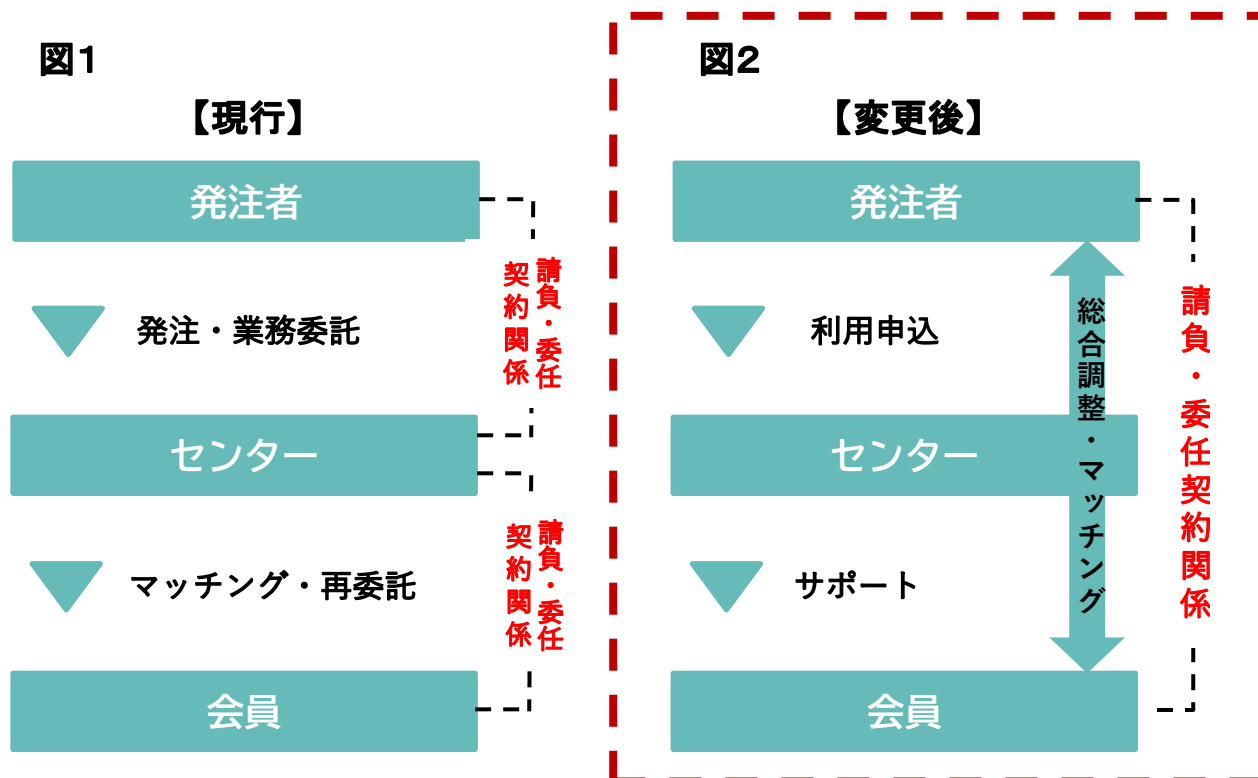 図1
【現行】
発注者
発注・業務委託
請負・委任
契約関係
センター
マッチング・再委託
請負・委任
契約関係
会員
図2
【変更後】
発注者
利用申込
総合調整・マッチング
請負・委任契約関係
センター
サポート
会員